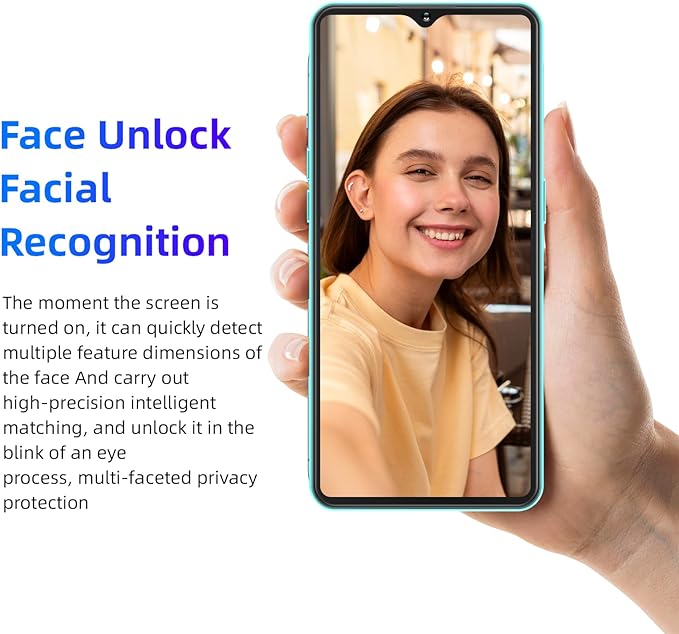 Face Unlock
Facial
Recognition
The moment the screen is
turned on, it can quickly detect
multiple feature dimensions of
the face And carry out
high-precision intelligent
matching, and unlock it in the
blink of an eye
process, multi-faceted privacy
protection